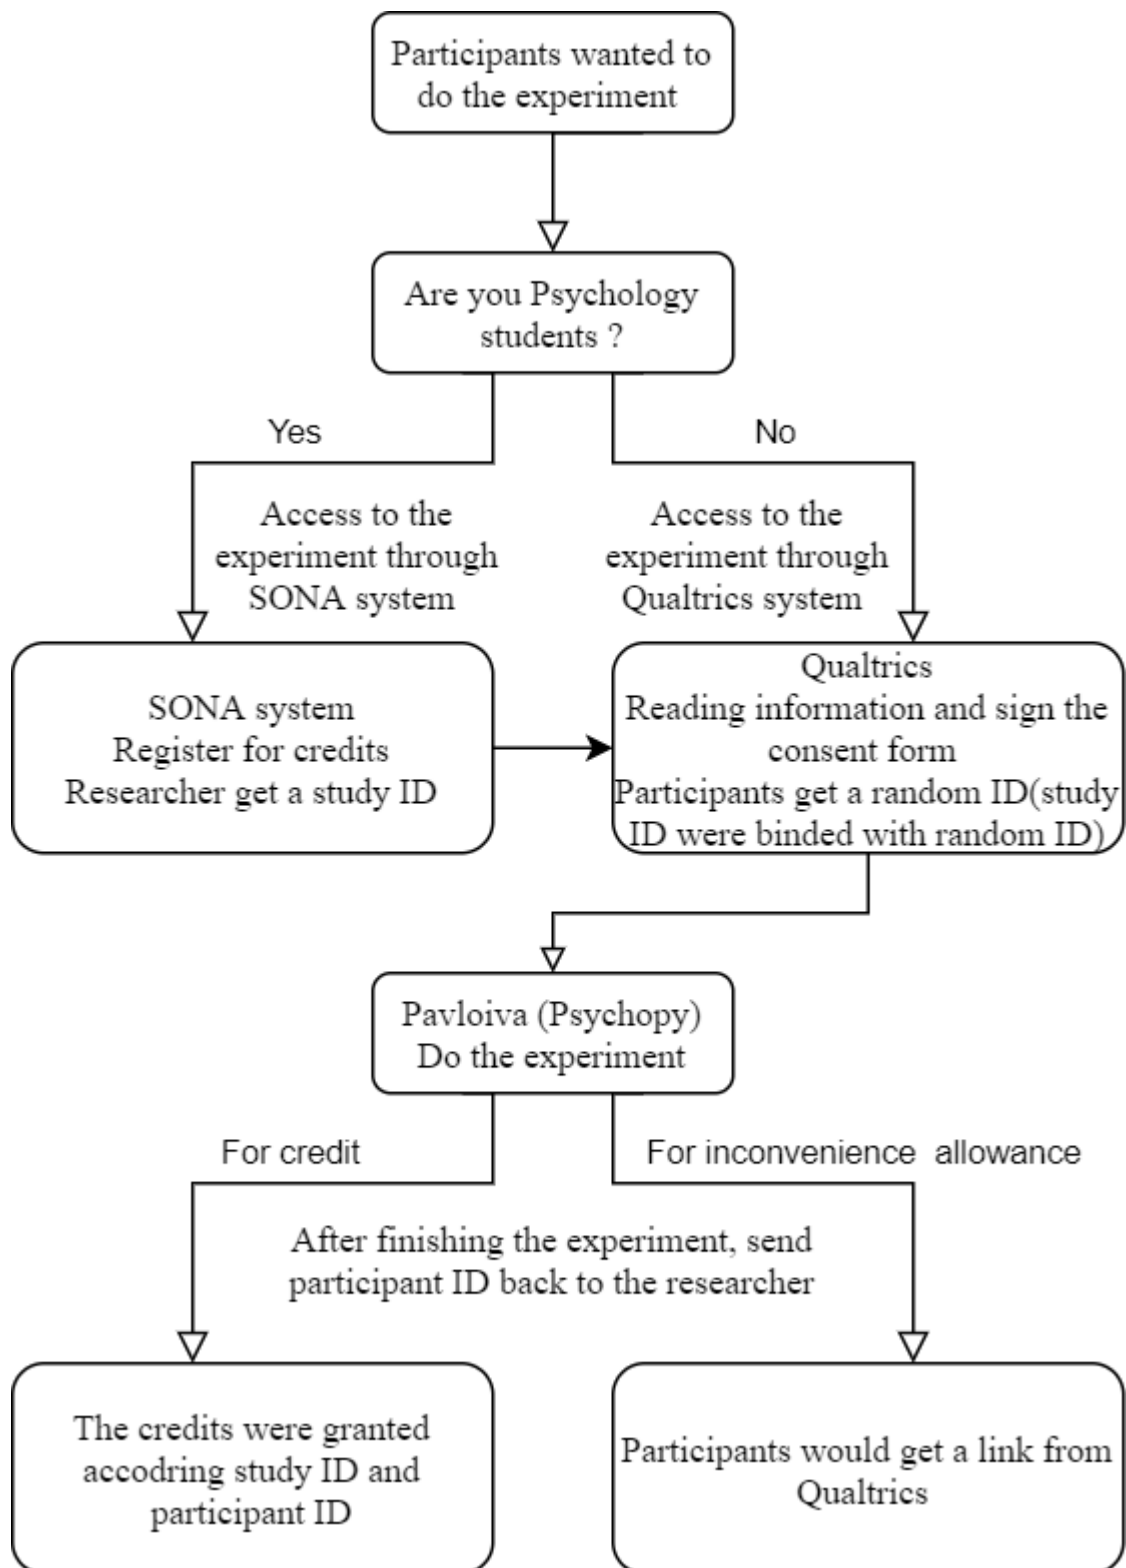 Participants wanted to
do the experiment
Are you Psychology
students ?
Yes
No
Access to the
experiment through
SONA system
Access to the
experiment through
Qualtrics system
SONA system
Register for credits
Researcher get a study ID
Qualtrics
Reading information and sign the
consent form
Participants get a random ID(study
ID were binded with random ID)
Pavloiva (Psychopy)
Do the experiment
For credit
For inconvenience allowance
After finishing the experiment, send
participant ID back to the researcher
The credits were granted
accodring study ID and
participant ID
Participants would get a link from
Qualtrics